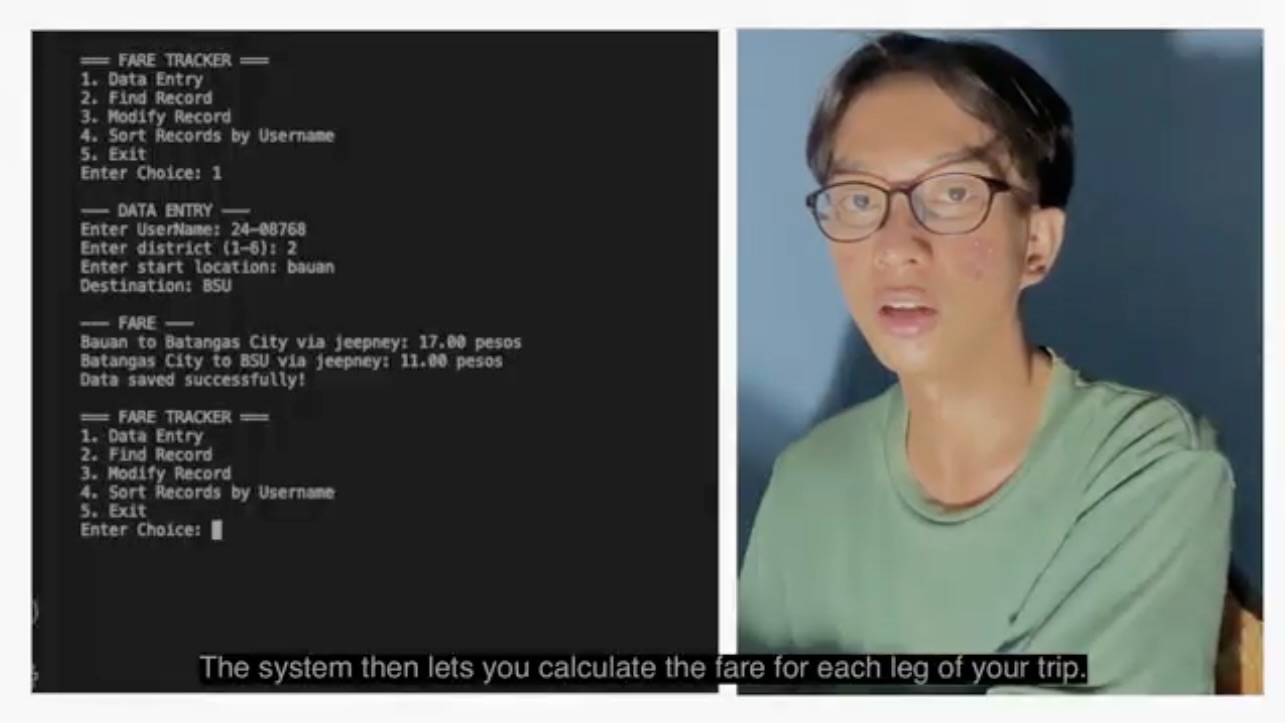 === FARE TRACKER ===
1. Data Entry
2. Find Record
3. Modify Record
4. Sort Records by Username
5. Exit
Enter Choice: 1
--- DATA ENTRY ---
Enter UserName: 24-08768
Enter district (1-6): 2
Enter start location: bauan
Destination: BSU
--- FARE ---
Bauan to Batangas City via jeepney: 17.00 pesos
Batangas City to BSU via jeepney: 11.00 pesos
Data saved successfully!
=== FARE TRACKER ===
1. Data Entry
2. Find Record
3. Modify Record
4. Sort Records by Username
5. Exit
Enter Choice:
The system then lets you calculate the fare for each leg of your trip.